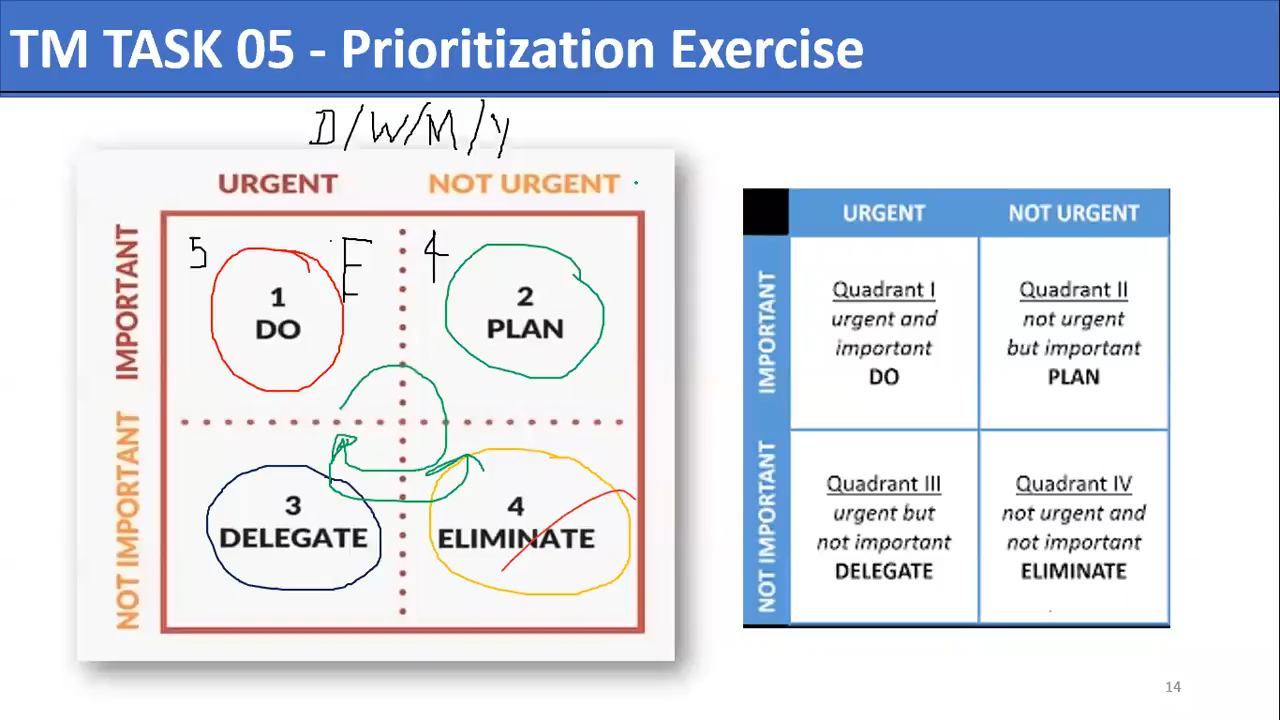 TM TASK 05 - Prioritization Exercise
D/W/M/Y
URGENT NOT URGENT
IMPORTANT
NOT IMPORTANT
5 E 4
1
DO
2
PLAN
3
DELEGATE
4
ELIMINATE
URGENT NOT URGENT
IMPORTANT
NOT IMPORTANT
Quadrant I
urgent and
important
DO
Quadrant II
not urgent
but important
PLAN
Quadrant III
urgent but
not important
DELEGATE
Quadrant IV
not urgent and
not important
ELIMINATE
14